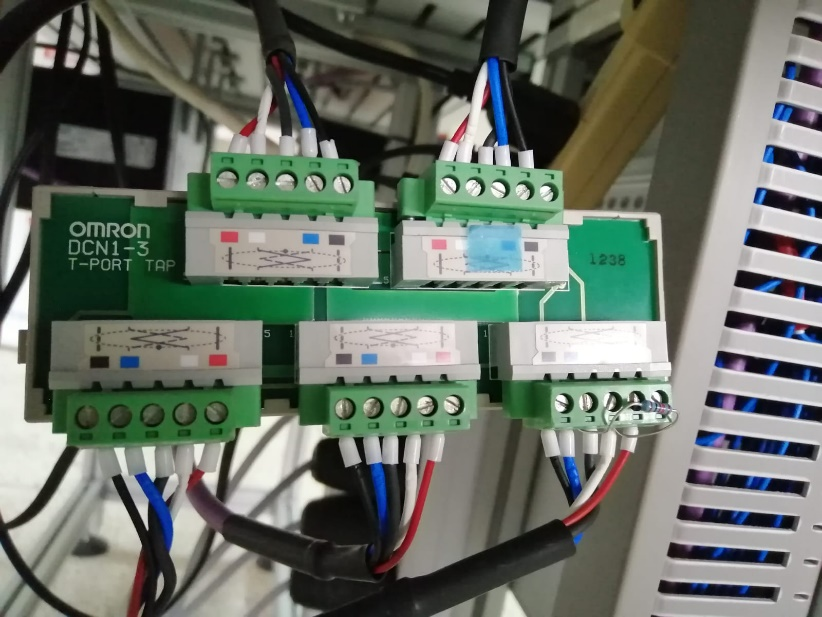 OMRON
DCN1-3
T-PORT TAP
1238